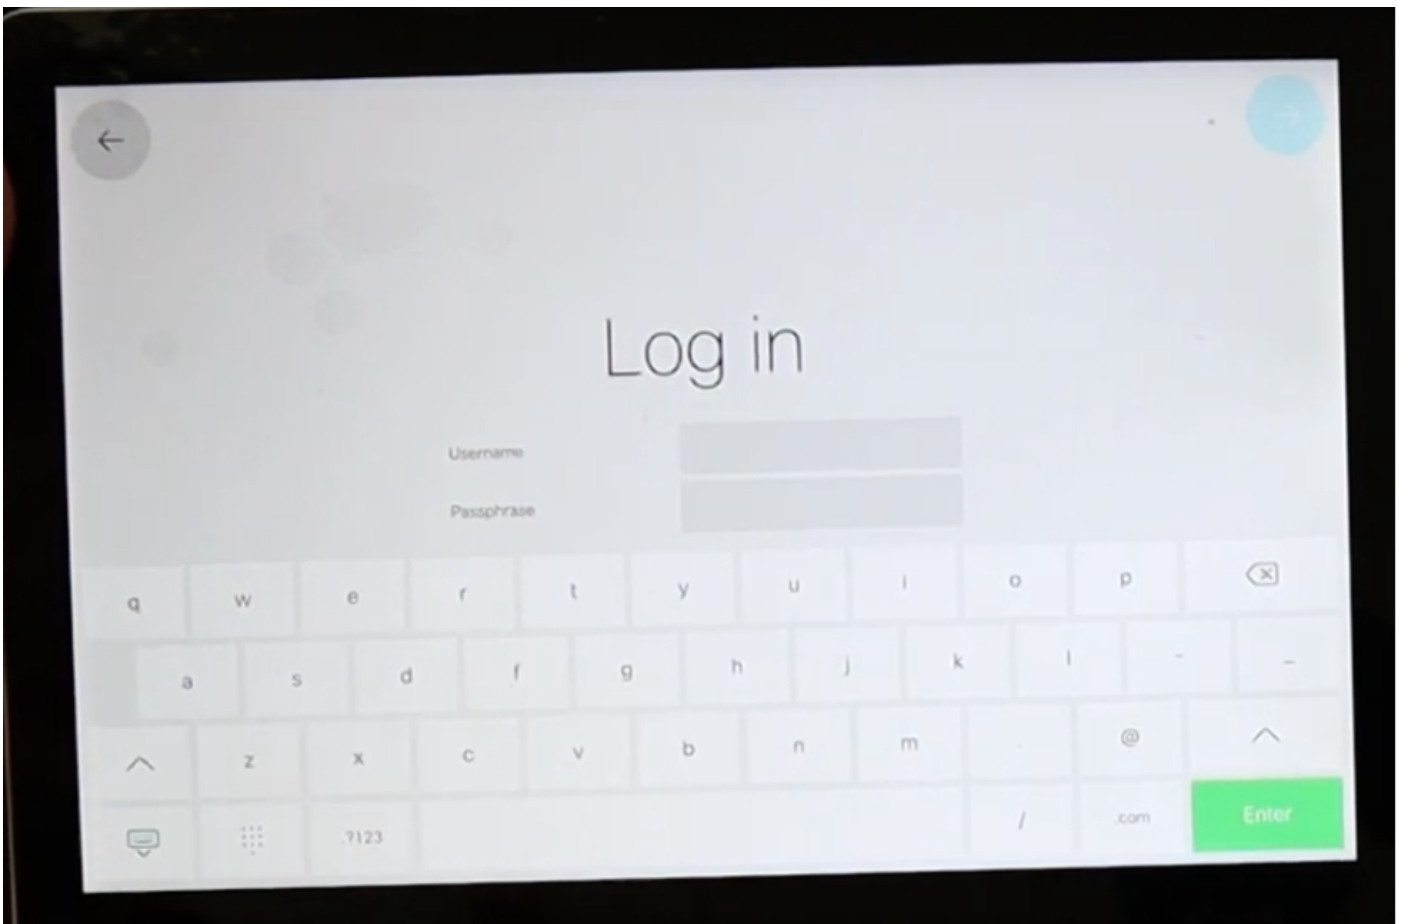 Log in
Username
Passphrase
q w e r t y u i o p
a s d f g h j k l - _
z x c v b n m . @
.?123 / .com Enter